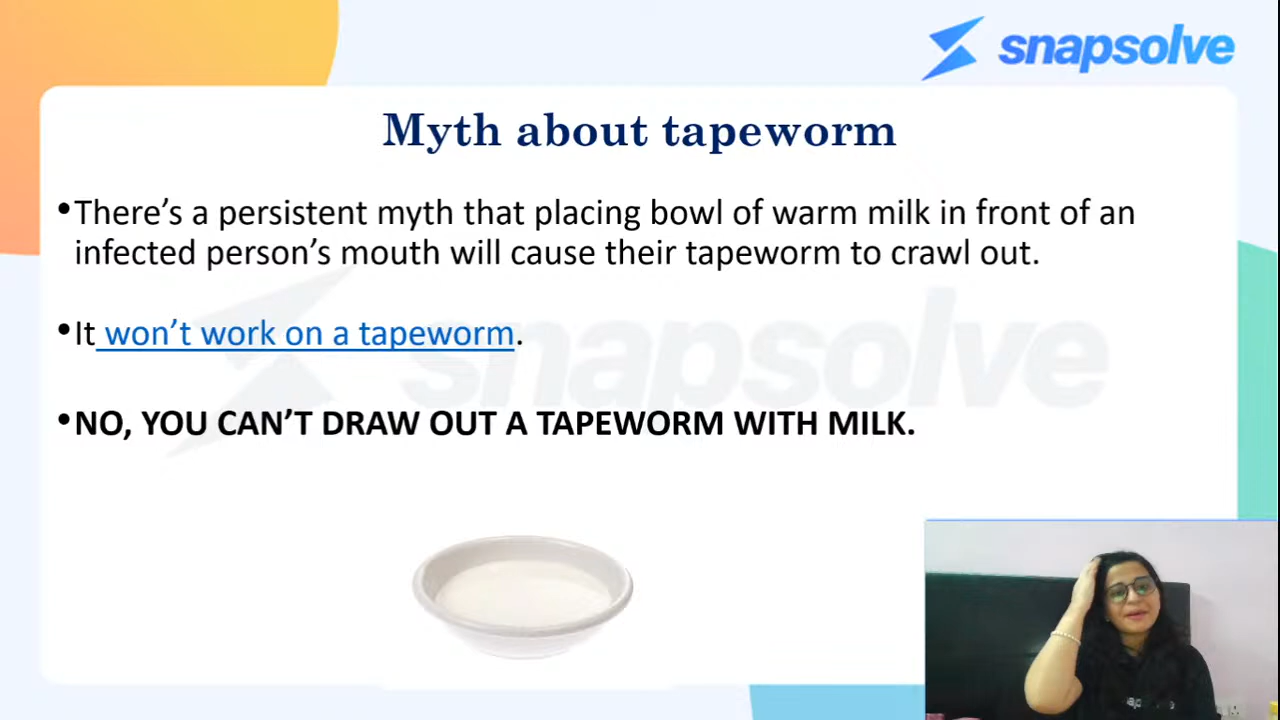 snapsolve
Myth about tapeworm
•There’s a persistent myth that placing bowl of warm milk in front of an
infected person’s mouth will cause their tapeworm to crawl out.
•It won’t work on a tapeworm.
•NO, YOU CAN’T DRAW OUT A TAPEWORM WITH MILK.
snapsolve